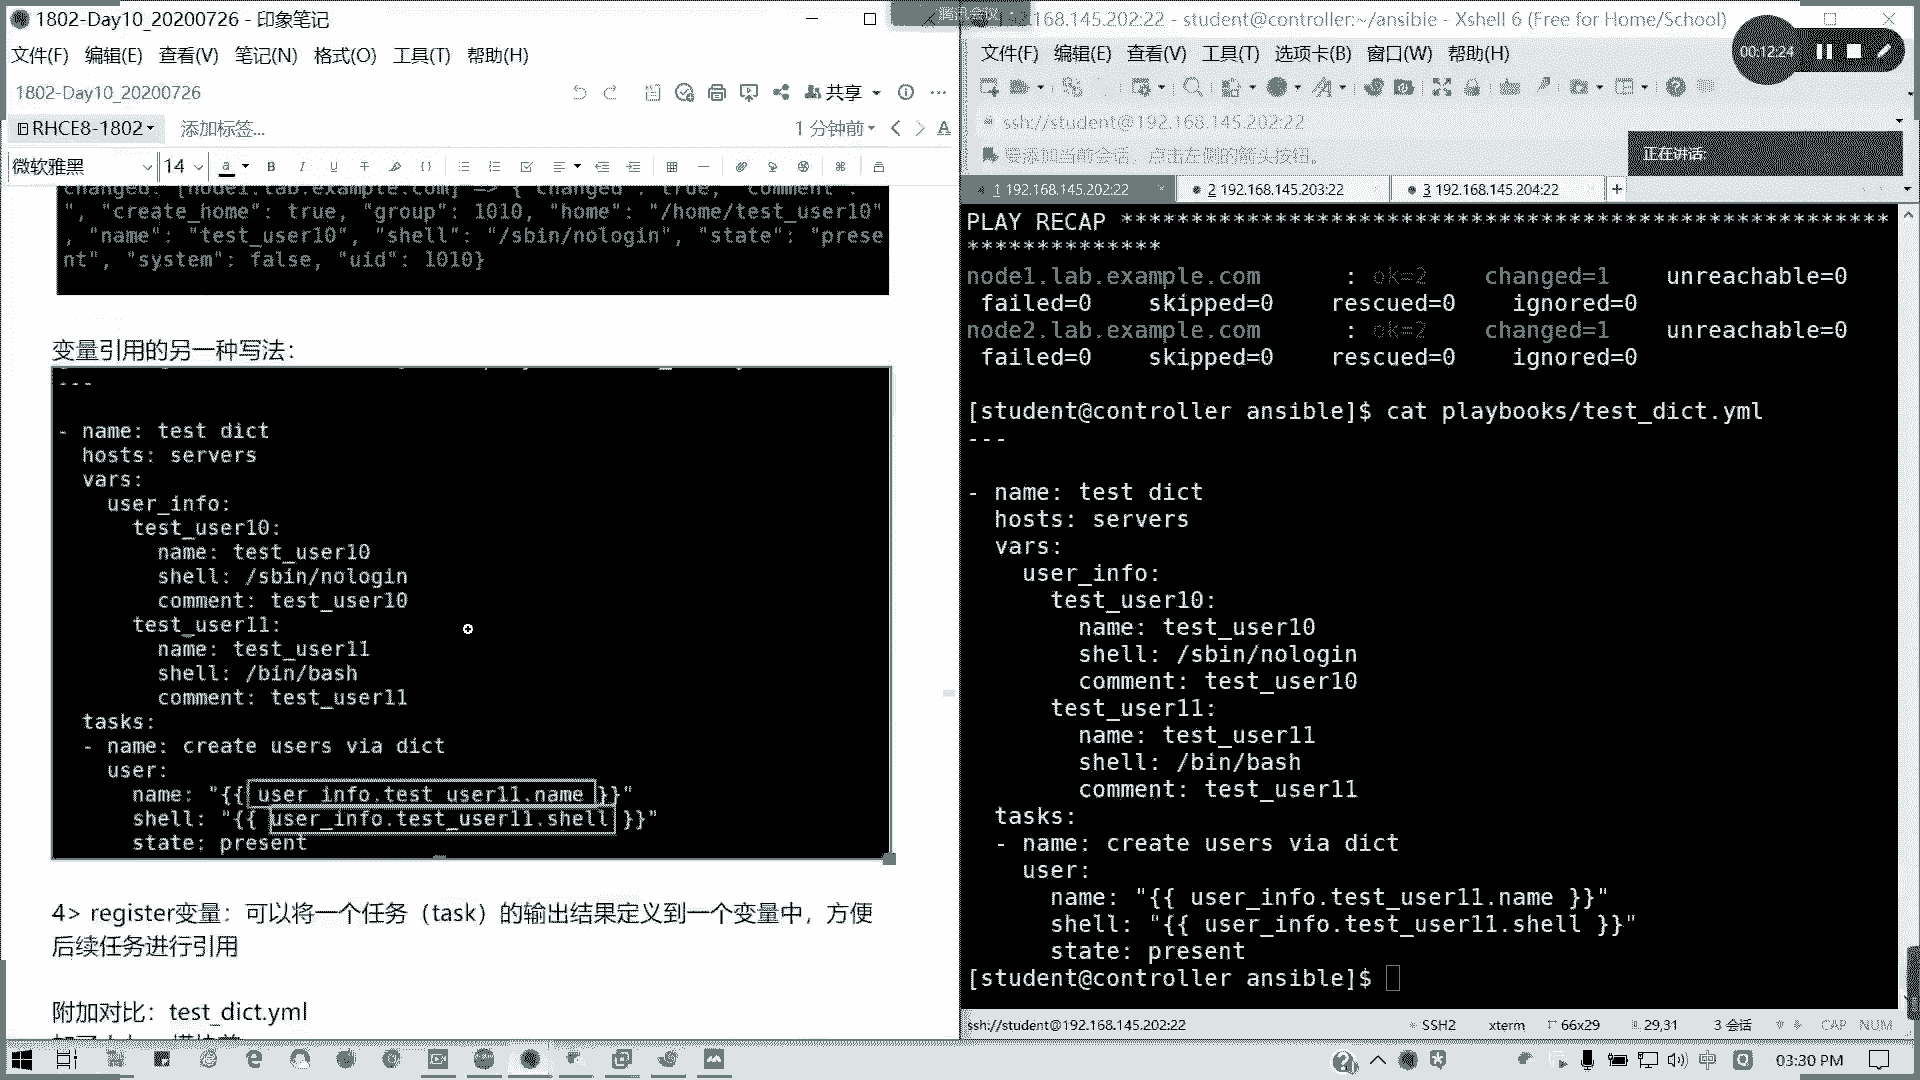 1802-Day10_20200726 - 印象笔记
文件(F) 编辑(E) 查看(V) 笔记(N) 格式(O) 工具(T) 帮助(H)
1802-Day10_20200726
共享
RHCE8-1802
添加标签...
1 分钟前
微软雅黑
14
changed: [node1.lab.example.com] => {"changed": true, "comment":
", "create_home": true, "group": 1010, "home": "/home/test_user10"
, "name": "test_user10", "shell": "/sbin/nologin", "state": "prese
nt", "system": false, "uid": 1010}
变量引用的另一种写法：
---
- name: test dict
hosts: servers
vars:
user_info:
test_user10:
name: test_user10
shell: /sbin/nologin
comment: test_user10
test_user11:
name: test_user11
shell: /bin/bash
comment: test_user11
tasks:
- name: create users via dict
user:
name: "{{ user_info.test_user11.name }}"
shell: "{{ user_info.test_user11.shell }}"
state: present
4> register变量：可以将一个任务（task）的输出结果定义到一个变量中，方便
后续任务进行引用
附加对比：test_dict.yml
腾讯会议
.168.145.202:22 - student@controller:~/ansible - Xshell 6 (Free for Home/School)
文件(F) 编辑(E) 查看(V) 工具(T) 选项卡(B) 窗口(W) 帮助(H)
00:12:24
ssh://student@192.168.145.202:22
要添加当前会话，点击左侧的箭头按钮。
正在讲话:
1 192.168.145.202:22
2 192.168.145.203:22
3 192.168.145.204:22
PLAY RECAP ********************************************************
**************
node1.lab.example.com : ok=2 changed=1 unreachable=0
failed=0 skipped=0 rescued=0 ignored=0
node2.lab.example.com : ok=2 changed=1 unreachable=0
failed=0 skipped=0 rescued=0 ignored=0
[student@controller ansible]$ cat playbooks/test_dict.yml
---
- name: test dict
hosts: servers
vars:
user_info:
test_user10:
name: test_user10
shell: /sbin/nologin
comment: test_user10
test_user11:
name: test_user11
shell: /bin/bash
comment: test_user11
tasks:
- name: create users via dict
user:
name: "{{ user_info.test_user11.name }}"
shell: "{{ user_info.test_user11.shell }}"
state: present
[student@controller ansible]$
ssh://student@192.168.145.202:22
SSH2
xterm
66x29
29,31
3 会话
CAP NUM
中
03:30 PM